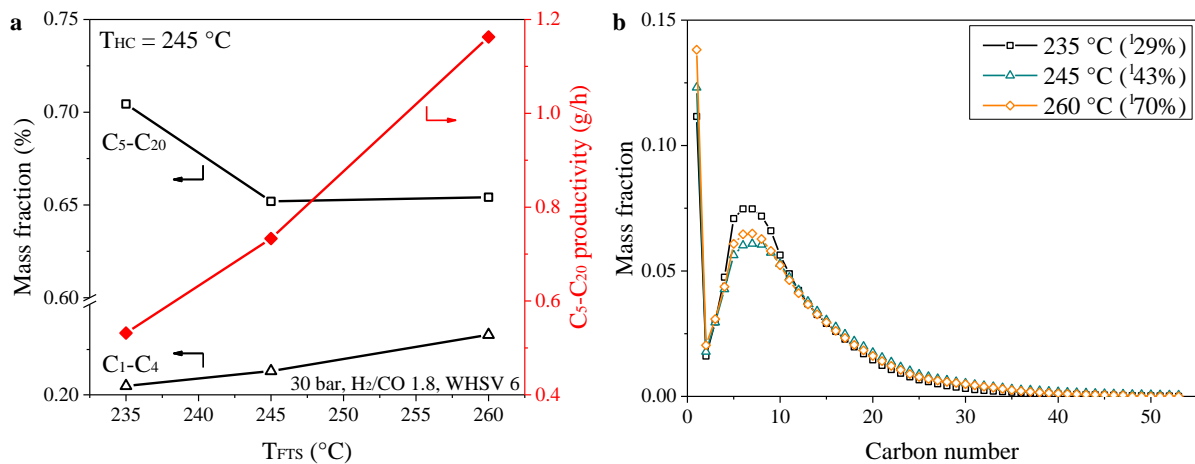 a
THC = 245 °C
C5-C20
C1-C4
30 bar, H2/CO 1.8, WHSV 6
0.75
0.70
0.65
0.60
0.20
Mass fraction (%)
235 240 245 250 255 260
TFTS (°C)
1.2
1.0
0.8
0.6
0.4
C5-C20 productivity (g/h)
b
235 °C (¹29%)
245 °C (¹43%)
260 °C (¹70%)
0.15
0.10
0.05
0.00
Mass fraction
0 10 20 30 40 50
Carbon number